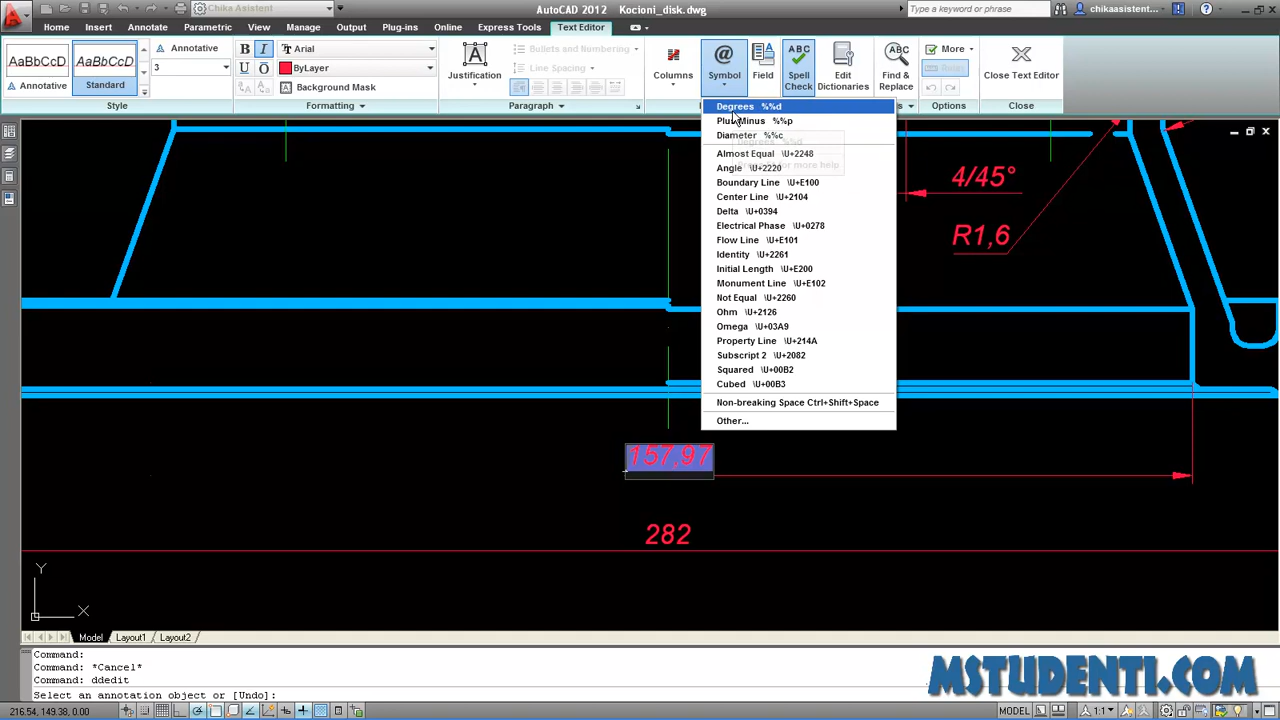 Chika Asistent
AutoCAD 2012 Kocioni_disk.dwg
Type a keyword or phrase
chikaasistent...
Home Insert Annotate Parametric View Manage Output Plug-ins Online Express Tools Text Editor
AaBbCcD AaBbCcD
Annotative
3
Annotative Standard
B I Arial
U O ByLayer
Background Mask
Justification
Bullets and Numbering
Line Spacing
Columns
Symbol
Field
Spell Check
Edit Dictionaries
Find & Replace
More
Ruler
Close Text Editor
Style Formatting Paragraph Options Close
Degrees %%d
Plus/Minus %%p
Diameter %%c
Almost Equal \U+2248
Angle \U+2220
Boundary Line \U+E100
Center Line \U+2104
Delta \U+0394
Electrical Phase \U+0278
Flow Line \U+E101
Identity \U+2261
Initial Length \U+E200
Monument Line \U+E102
Not Equal \U+2260
Ohm \U+2126
Omega \U+03A9
Property Line \U+214A
Subscript 2 \U+2082
Squared \U+00B2
Cubed \U+00B3
Non-breaking Space Ctrl+Shift+Space
Other...
4/45°
R1,6
157,97
282
Y
X
Model Layout1 Layout2
Command:
Command: *Cancel*
Command: ddedit
Select an annotation object or [Undo]:
MSTUDENTI.COM
216.54, 149.38, 0.00
MODEL
1:1